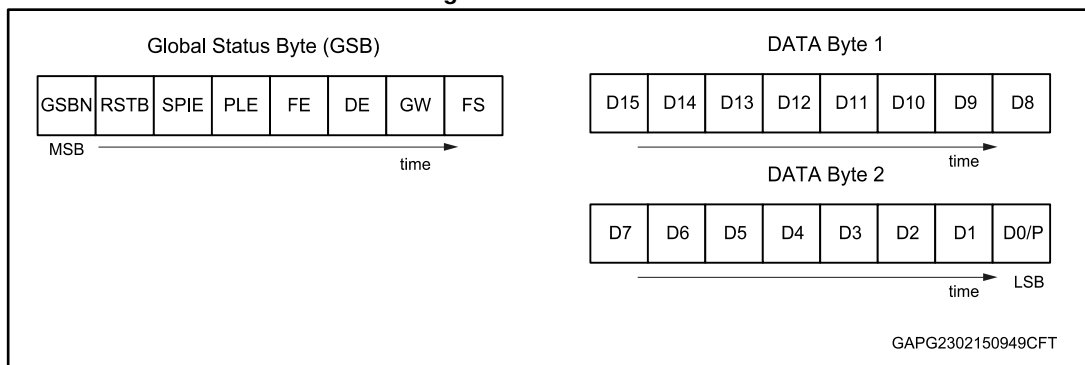 Global Status Byte (GSB)
GSBN RSTB SPIE PLE FE DE GW FS
MSB
time
DATA Byte 1
D15 D14 D13 D12 D11 D10 D9 D8
time
DATA Byte 2
D7 D6 D5 D4 D3 D2 D1 D0/P
time
LSB
GAPG2302150949CFT